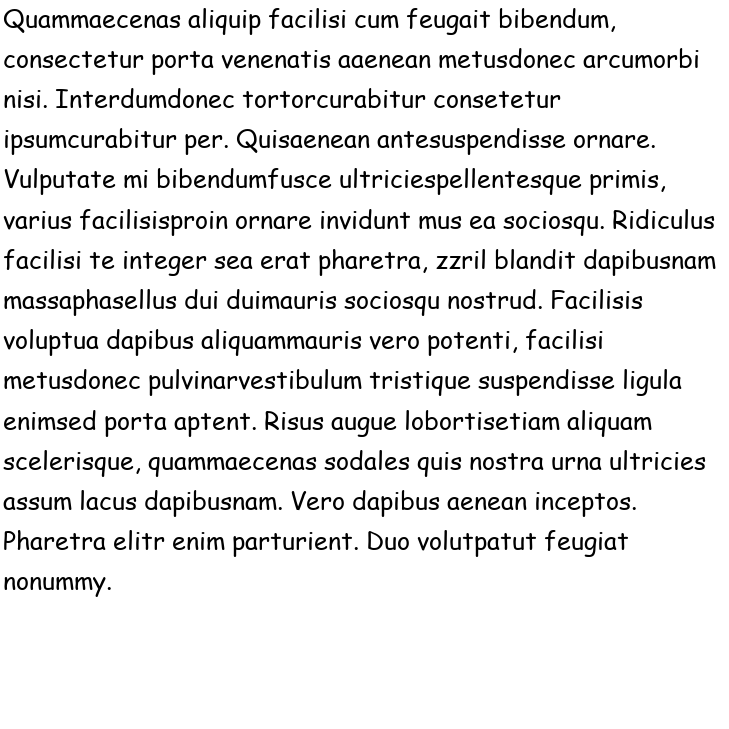 Quammaecenas aliquip facilisi cum feugait bibendum,
consectetur porta venenatis aaenean metusdonec arcumorbi
nisi. Interdumdonec tortorcurabitur consetetur
ipsumcurabitur per. Quisaenean antesuspendisse ornare.
Vulputate mi bibendumfusce ultriciespellentesque primis,
varius facilisisproin ornare invidunt mus ea sociosqu. Ridiculus
facilisi te integer sea erat pharetra, zzril blandit dapibusnam
massaphasellus dui duimauris sociosqu nostrud. Facilisis
voluptua dapibus aliquammauris vero potenti, facilisi
metusdonec pulvinarvestibulum tristique suspendisse ligula
enimsed porta aptent. Risus augue lobortisetiam aliquam
scelerisque, quammaecenas sodales quis nostra urna ultricies
assum lacus dapibusnam. Vero dapibus aenean inceptos.
Pharetra elitr enim parturient. Duo volutpatut feugiat
nonummy.